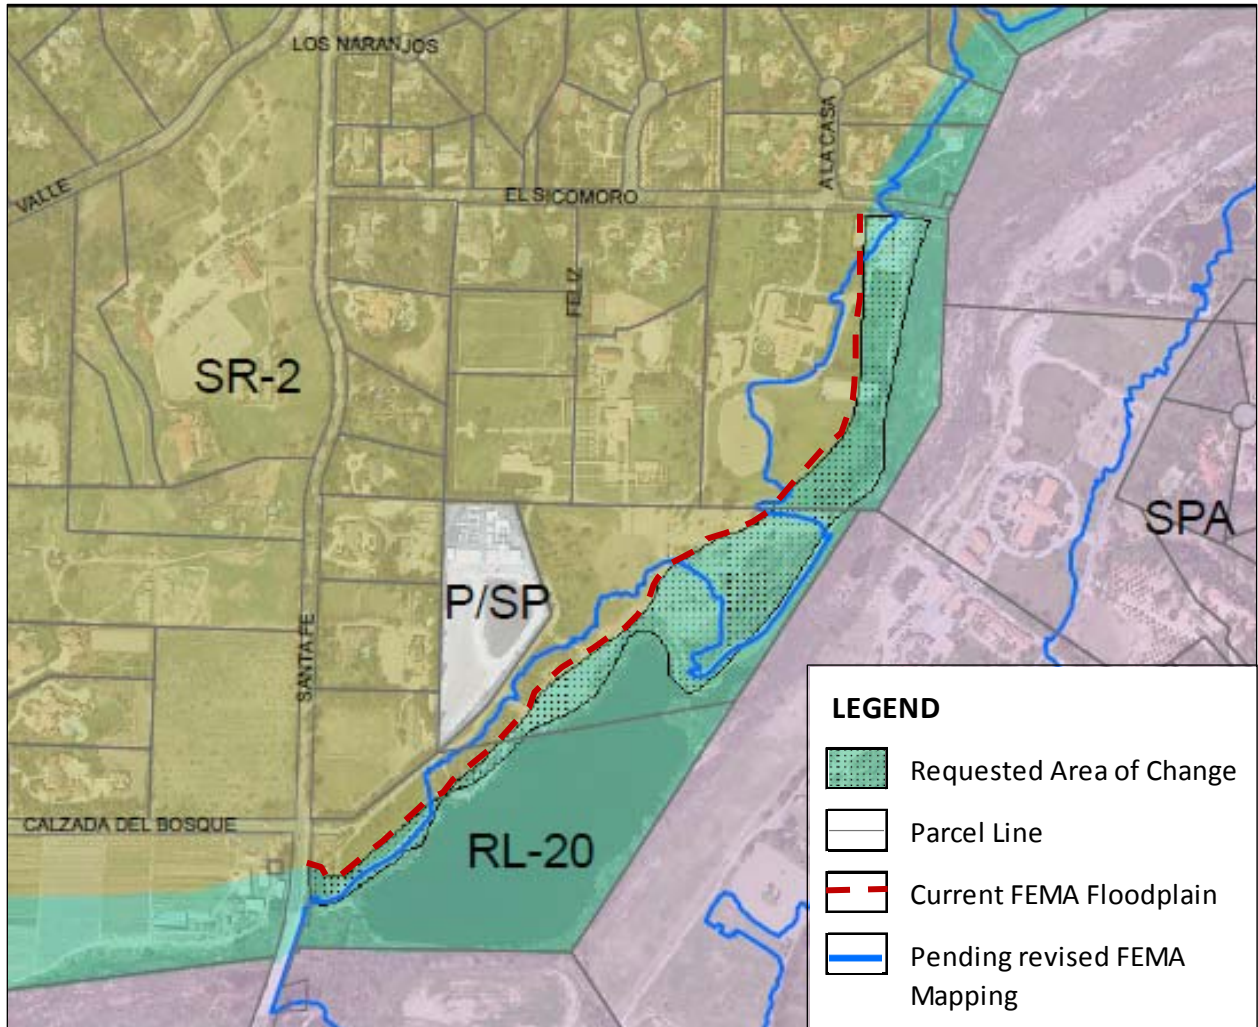 LOS NARANJOS
VALLE
ALACASA
EL SICOMORO
FELIZ
SR-2
SPA
P/SP
SANTA FE
CALZADA DEL BOSQUE
RL-20
LEGEND
Requested Area of Change
Parcel Line
Current FEMA Floodplain
Pending revised FEMA
Mapping